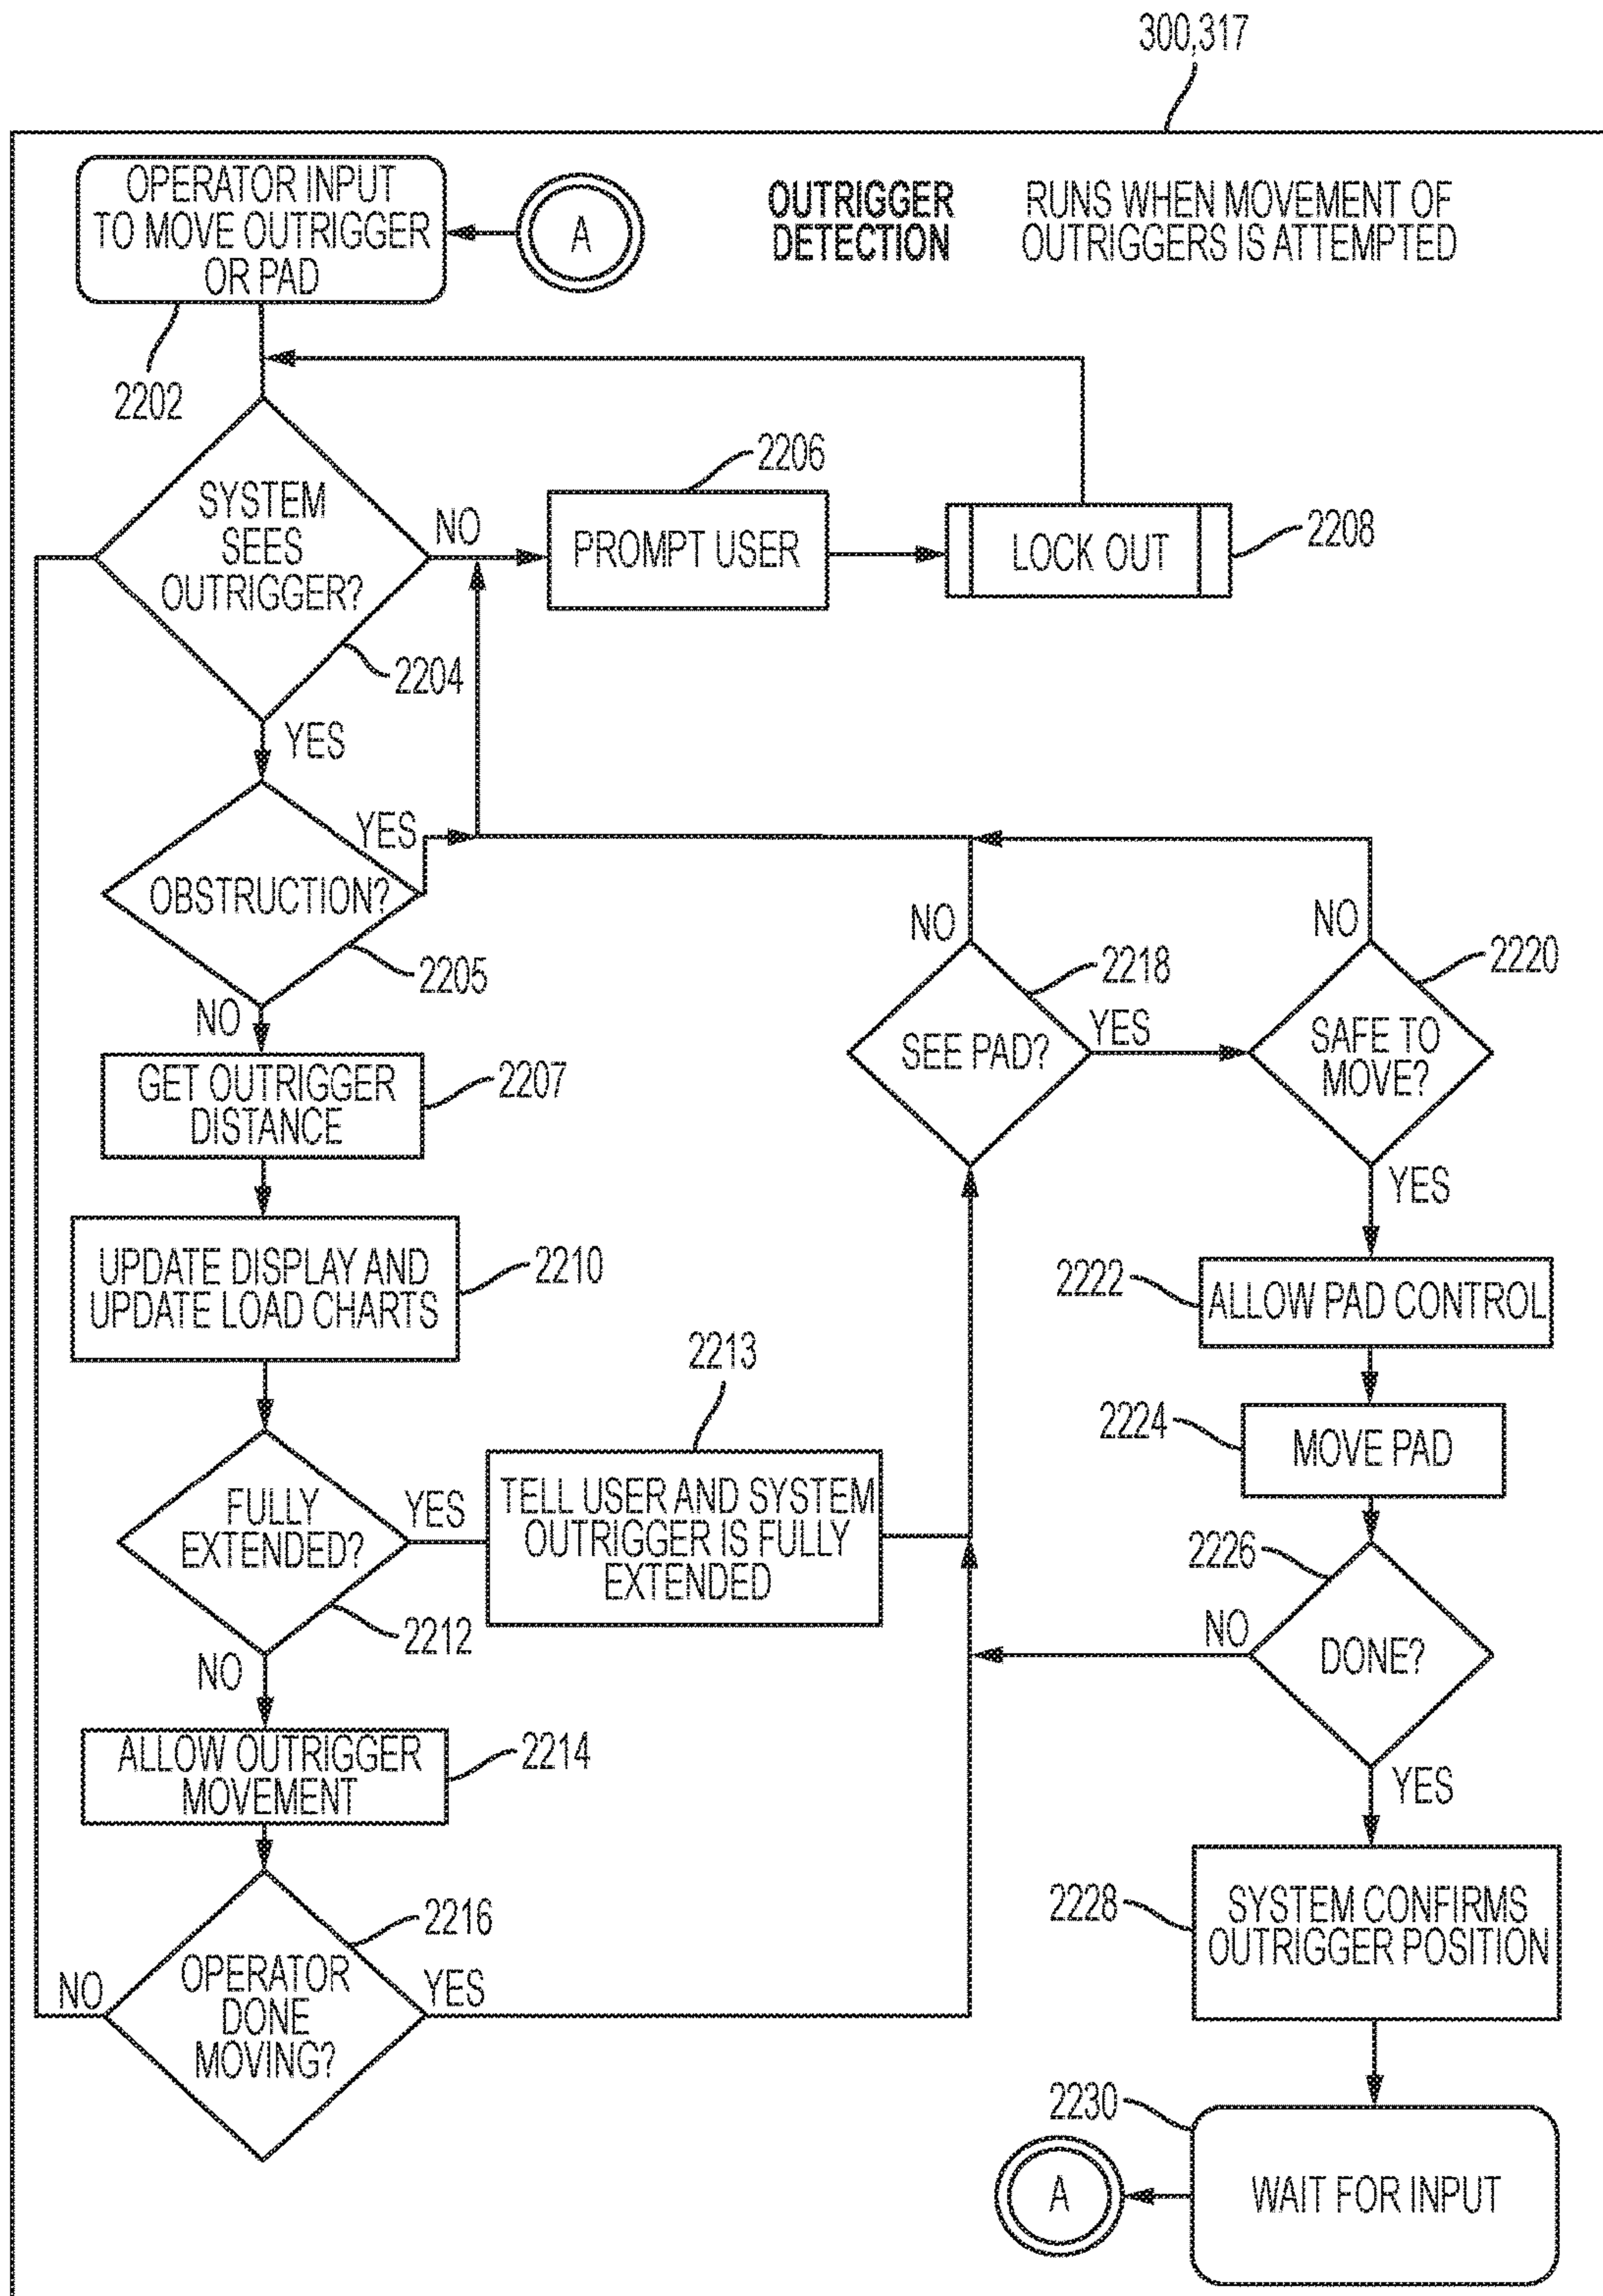 300,317
OPERATOR INPUT
TO MOVE OUTRIGGER
OR PAD
A
OUTRIGGER
DETECTION
RUNS WHEN MOVEMENT OF
OUTRIGGERS IS ATTEMPTED
2202
SYSTEM
SEES
OUTRIGGER?
2204
NO
2206
PROMPT USER
LOCK OUT
2208
YES
OBSTRUCTION?
YES
2205
NO
GET OUTRIGGER
DISTANCE
2207
UPDATE DISPLAY AND
UPDATE LOAD CHARTS
2210
FULLY
EXTENDED?
YES
2212
2213
TELL USER AND SYSTEM
OUTRIGGER IS FULLY
EXTENDED
NO
ALLOW OUTRIGGER
MOVEMENT
2214
2216
OPERATOR
DONE
MOVING?
NO
YES
NO
SEE PAD?
2218
YES
NO
2220
SAFE TO
MOVE?
YES
2222
ALLOW PAD CONTROL
2224
MOVE PAD
2226
NO
DONE?
YES
2228
SYSTEM CONFIRMS
OUTRIGGER POSITION
2230
A
WAIT FOR INPUT